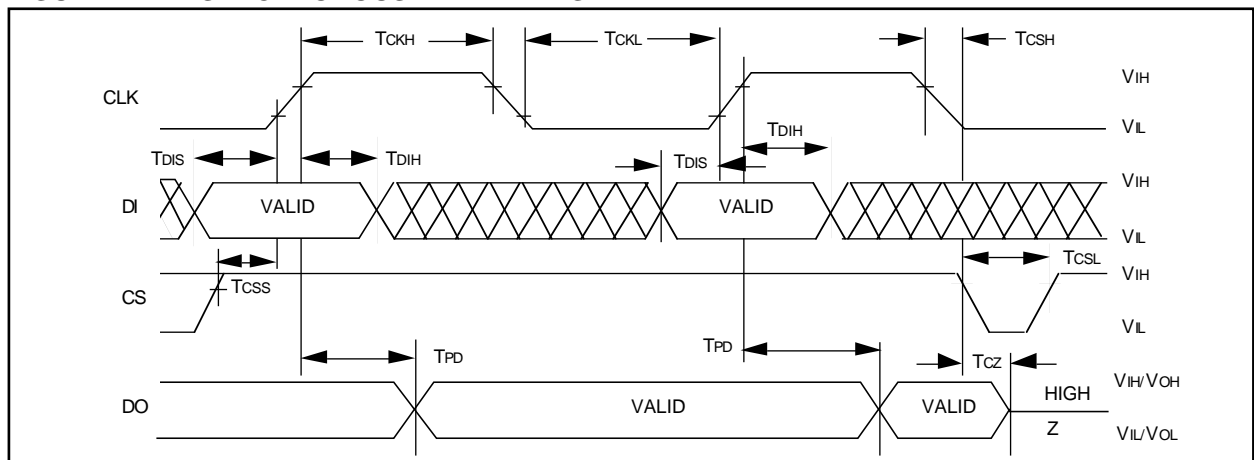 TCKH TCKL TCSH
VIH
CLK
VIL
TDIS TDIH TDIS TDIH
VIH
DI VALID VALID
VIL
TCSS TCSL
VIH
CS
VIL
TPD TPD TCZ
VIH/VOH
DO VALID VALID HIGH
Z
VIL/VOL